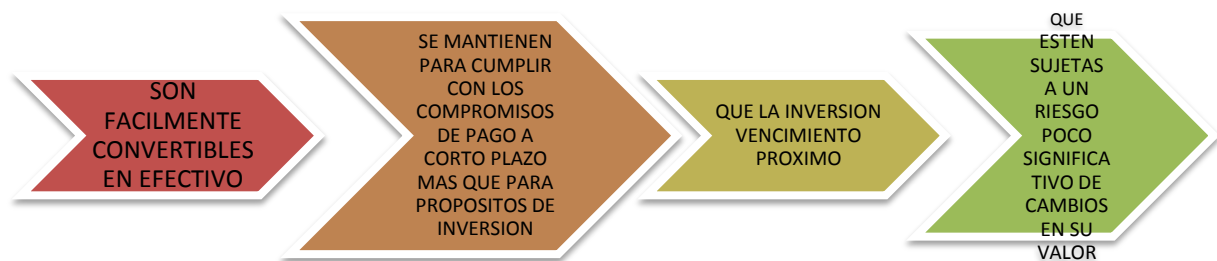 SON
FACILMENTE
CONVERTIBLES
EN EFECTIVO
SE MANTIENEN
PARA CUMPLIR
CON LOS
COMPROMISOS
DE PAGO A
CORTO PLAZO
MAS QUE PARA
PROPOSITOS DE
INVERSION
QUE LA INVERSION
VENCIMIENTO
PROXIMO
QUE
ESTEN
SUJETAS
A UN
RIESGO
POCO
SIGNIFICA
TIVO DE
CAMBIOS
EN SU
VALOR